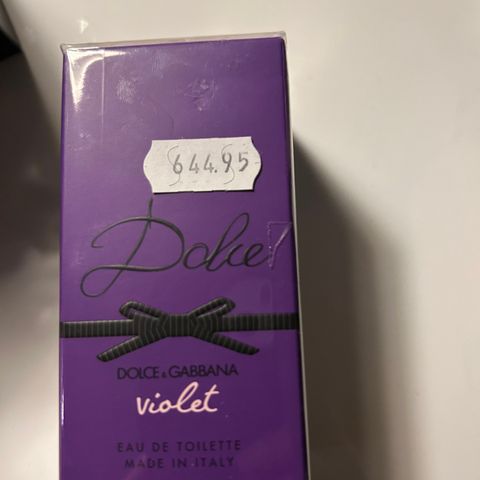 644.95
Dolce
DOLCE & GABBANA
violet
EAU DE TOILETTE
MADE IN ITALY